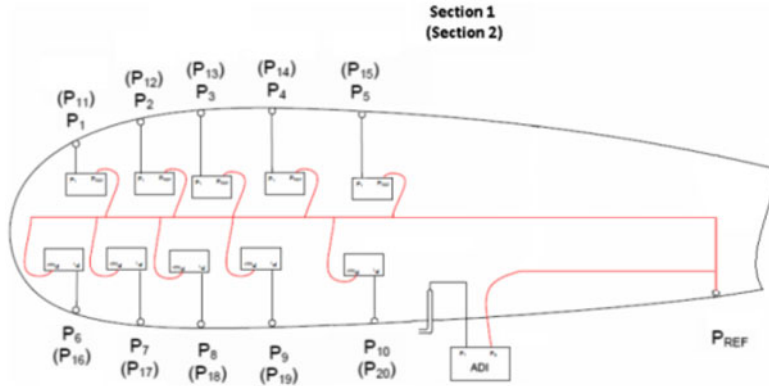 Section 1
(Section 2)
(P₁₁)
P₁
(P₁₂)
P₂
(P₁₃)
P₃
(P₁₄)
P₄
(P₁₅)
P₅
P₆
(P₁₆)
P₇
(P₁₇)
P₈
(P₁₈)
P₉
(P₁₉)
P₁₀
(P₂₀)
ADI
P_REF